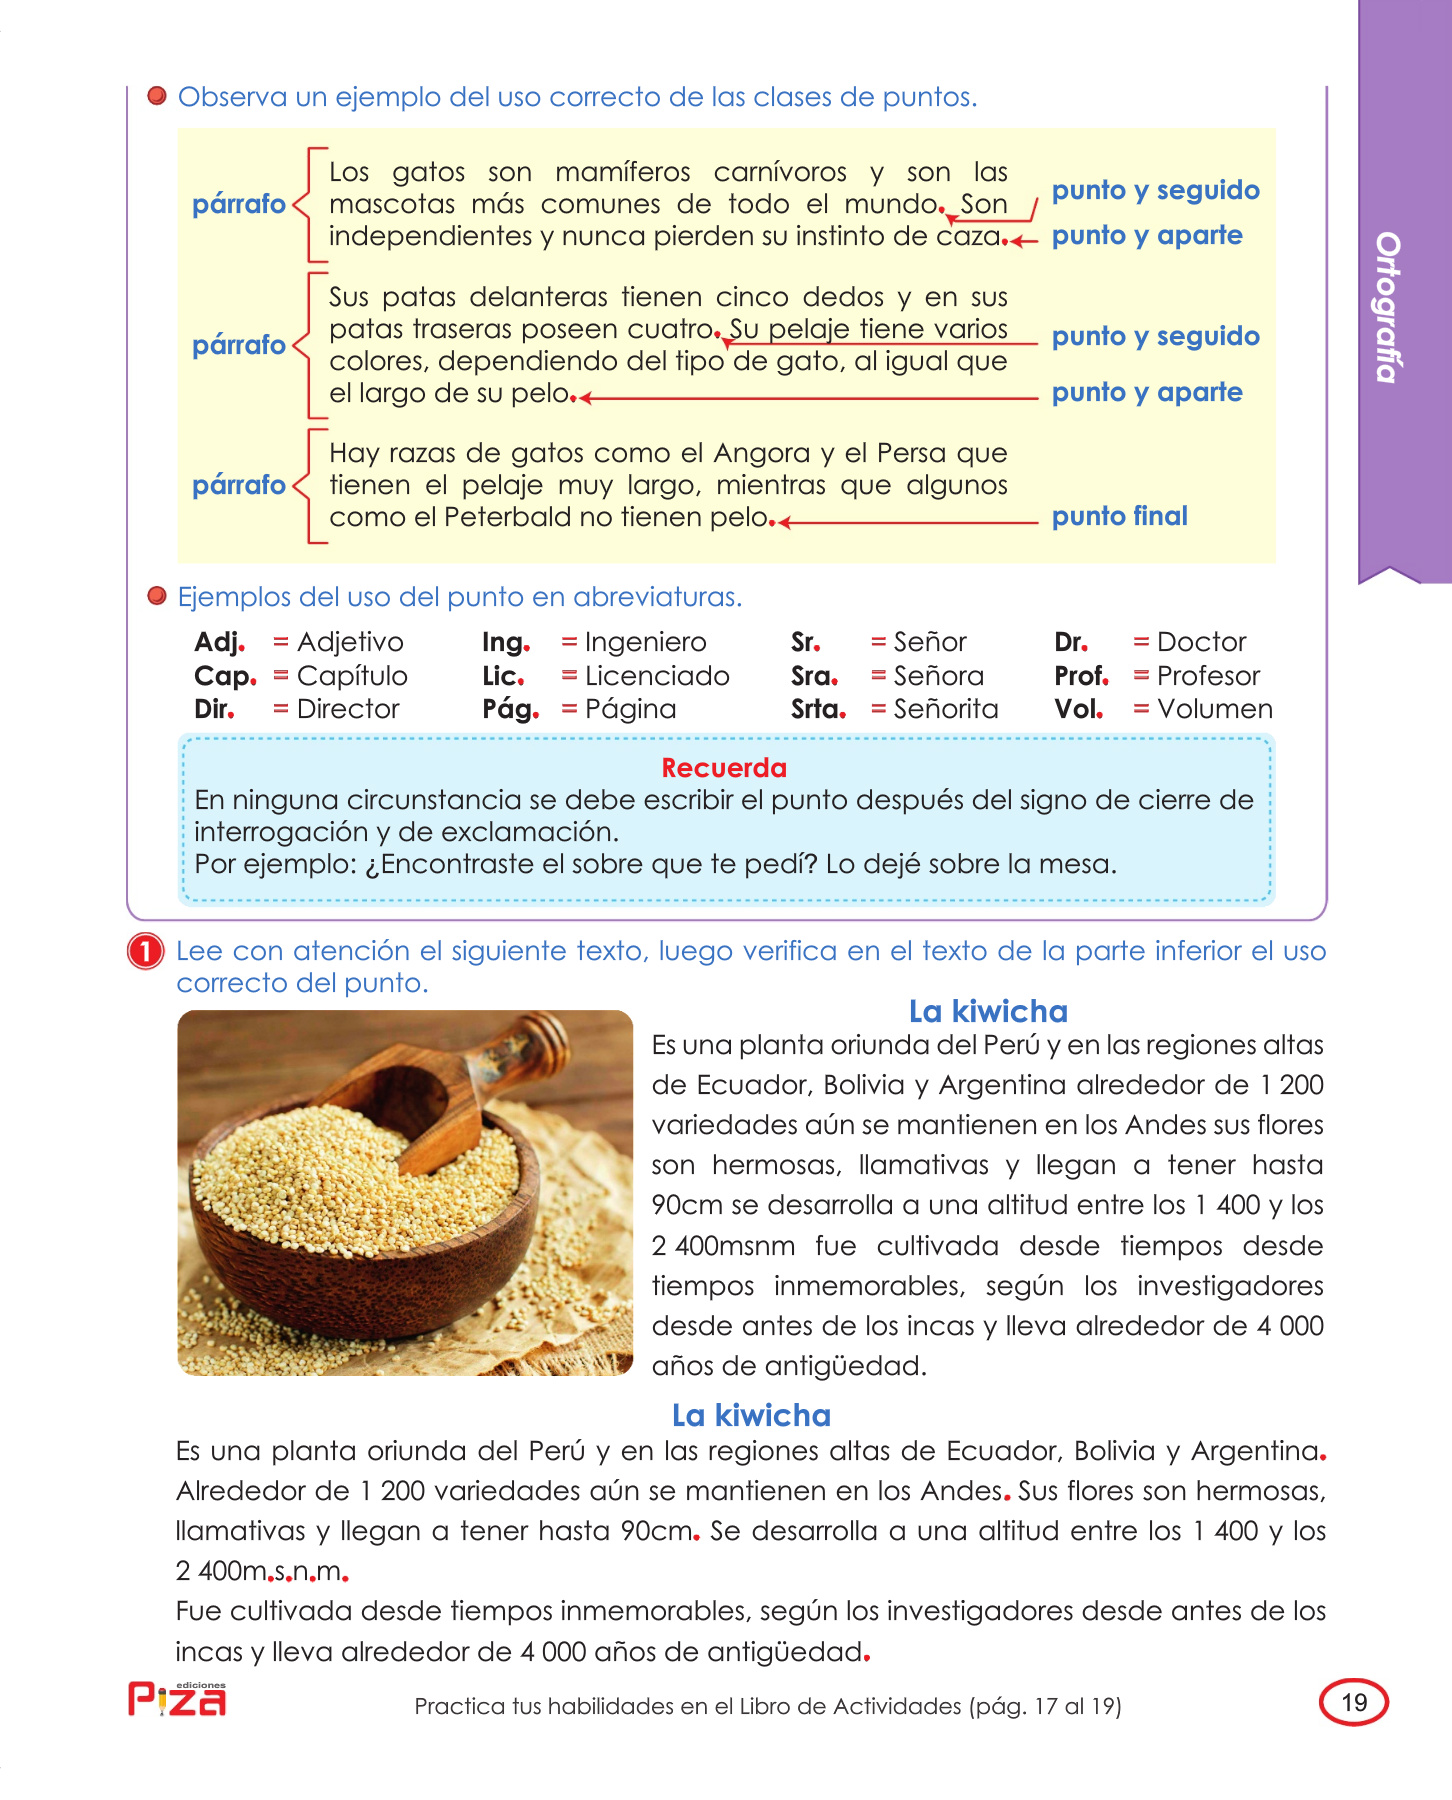 Ortografía
Observa un ejemplo del uso correcto de las clases de puntos.
párrafo
Los gatos son mamíferos carnívoros y son las
mascotas más comunes de todo el mundo. Son
independientes y nunca pierden su instinto de caza.
punto y seguido
punto y aparte
párrafo
Sus patas delanteras tienen cinco dedos y en sus
patas traseras poseen cuatro. Su pelaje tiene varios
colores, dependiendo del tipo de gato, al igual que
el largo de su pelo.
punto y seguido
punto y aparte
párrafo
Hay razas de gatos como el Angora y el Persa que
tienen el pelaje muy largo, mientras que algunos
como el Peterbald no tienen pelo.
punto final
Ejemplos del uso del punto en abreviaturas.
Adj. = Adjetivo Ing. = Ingeniero Sr. = Señor Dr. = Doctor
Cap. = Capítulo Lic. = Licenciado Sra. = Señora Prof. = Profesor
Dir. = Director Pág. = Página Srta. = Señorita Vol. = Volumen
Recuerda
En ninguna circunstancia se debe escribir el punto después del signo de cierre de
interrogación y de exclamación.
Por ejemplo: ¿Encontraste el sobre que te pedí? Lo dejé sobre la mesa.
1 Lee con atención el siguiente texto, luego verifica en el texto de la parte inferior el uso
correcto del punto.
La kiwicha
Es una planta oriunda del Perú y en las regiones altas
de Ecuador, Bolivia y Argentina alrededor de 1 200
variedades aún se mantienen en los Andes sus flores
son hermosas, llamativas y llegan a tener hasta
90cm se desarrolla a una altitud entre los 1 400 y los
2 400msnm fue cultivada desde tiempos desde
tiempos inmemorables, según los investigadores
desde antes de los incas y lleva alrededor de 4 000
años de antigüedad.
La kiwicha
Es una planta oriunda del Perú y en las regiones altas de Ecuador, Bolivia y Argentina.
Alrededor de 1 200 variedades aún se mantienen en los Andes. Sus flores son hermosas,
llamativas y llegan a tener hasta 90cm. Se desarrolla a una altitud entre los 1 400 y los
2 400m.s.n.m.
Fue cultivada desde tiempos inmemorables, según los investigadores desde antes de los
incas y lleva alrededor de 4 000 años de antigüedad.
ediciones
Piza
Practica tus habilidades en el Libro de Actividades (pág. 17 al 19)
19